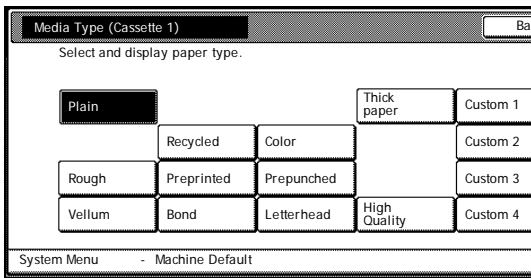 Media Type (Cassette 1)
Ba
Select and display paper type.
Plain
Thick
paper
Custom 1
Recycled
Color
Custom 2
Rough
Preprinted
Prepunched
Custom 3
Vellum
Bond
Letterhead
High
Quality
Custom 4
System Menu - Machine Default